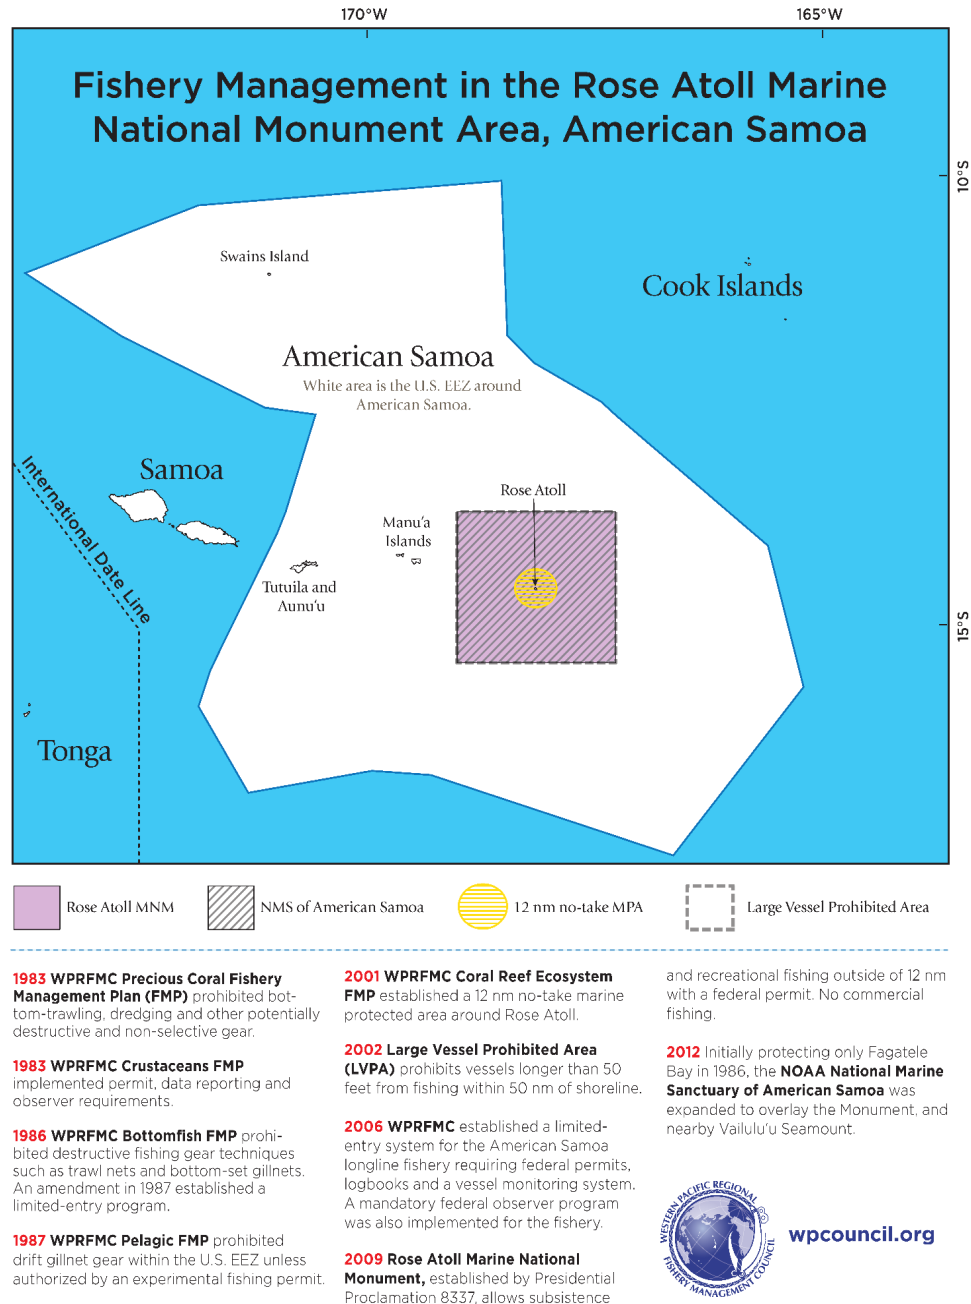 170°W
165°W
Fishery Management in the Rose Atoll Marine
National Monument Area, American Samoa
10°S
Swains Island
Cook Islands
American Samoa
White area is the U.S. EEZ around
American Samoa.
International Date Line
Samoa
Rose Atoll
Manu‘a
Islands
Tutuila and
Aunu‘u
15°S
Tonga
Rose Atoll MNM
NMS of American Samoa
12 nm no-take MPA
Large Vessel Prohibited Area
1983 WPRFMC Precious Coral Fishery
Management Plan (FMP) prohibited bot-
tom-trawling, dredging and other potentially
destructive and non-selective gear.
1983 WPRFMC Crustaceans FMP
implemented permit, data reporting and
observer requirements.
1986 WPRFMC Bottomfish FMP prohi-
bited destructive fishing gear techniques
such as trawl nets and bottom-set gillnets.
An amendment in 1987 established a
limited-entry program.
1987 WPRFMC Pelagic FMP prohibited
drift gillnet gear within the U.S. EEZ unless
authorized by an experimental fishing permit.
2001 WPRFMC Coral Reef Ecosystem
FMP established a 12 nm no-take marine
protected area around Rose Atoll.
2002 Large Vessel Prohibited Area
(LVPA) prohibits vessels longer than 50
feet from fishing within 50 nm of shoreline.
2006 WPRFMC established a limited-
entry system for the American Samoa
longline fishery requiring federal permits,
logbooks and a vessel monitoring system.
A mandatory federal observer program
was also implemented for the fishery.
2009 Rose Atoll Marine National
Monument, established by Presidential
Proclamation 8337, allows subsistence
and recreational fishing outside of 12 nm
with a federal permit. No commercial
fishing.
2012 Initially protecting only Fagatele
Bay in 1986, the NOAA National Marine
Sanctuary of American Samoa was
expanded to overlay the Monument, and
nearby Vailulu‘u Seamount.
WESTERN PACIFIC REGIONAL
FISHERY MANAGEMENT COUNCIL
wpcouncil.org